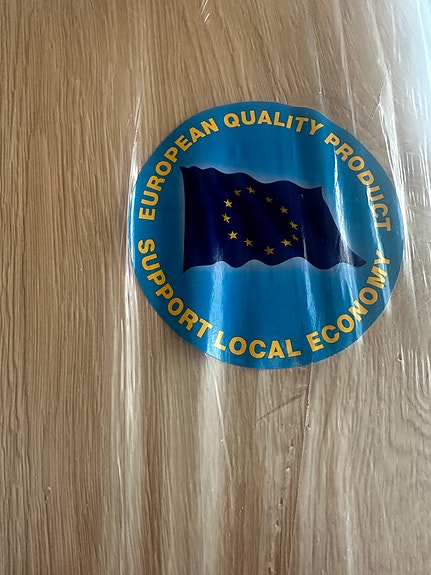 EUROPEAN QUALITY PRODUCT
SUPPORT LOCAL ECONOMY